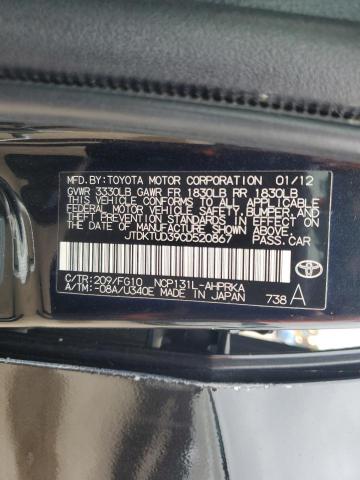 MFD. BY: TOYOTA MOTOR CORPORATION 01/12
GVWR 3330LB GAWR FR 1830LB RR 1830LB
THIS VEHICLE CONFORMS TO ALL APPLICABLE
FEDERAL MOTOR VEHICLE SAFETY, BUMPER, AND
THEFT PREVENTION STANDARDS IN EFFECT ON
THE DATE OF MANUFACTURE SHOWN ABOVE.
JTDKTUD39CD520867 PASS. CAR
C/TR: 209/FG10 NCP131L-AHPRKA
A/TM: -08A/U340E MADE IN JAPAN 738 A